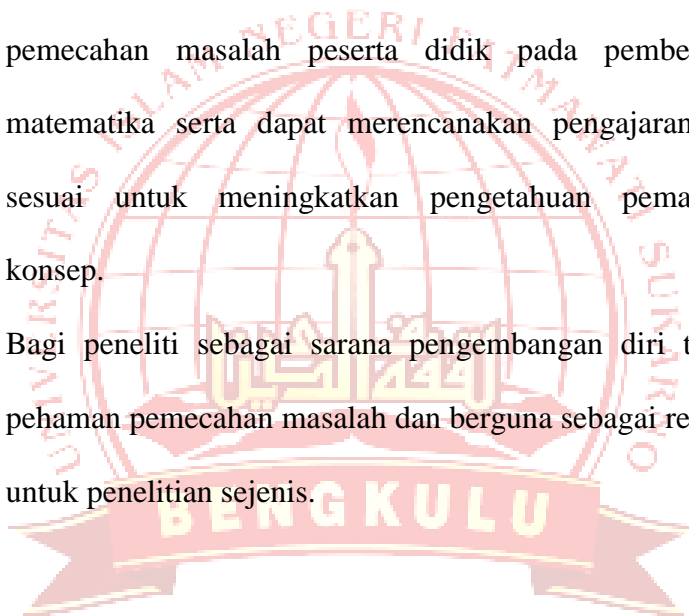 pemecahan masalah peserta didik pada pembe
matematika serta dapat merencanakan pengajaran
sesuai untuk meningkatkan pengetahuan pema
konsep.
Bagi peneliti sebagai sarana pengembangan diri t
pehaman pemecahan masalah dan berguna sebagai re
untuk penelitian sejenis.
BENGKULU